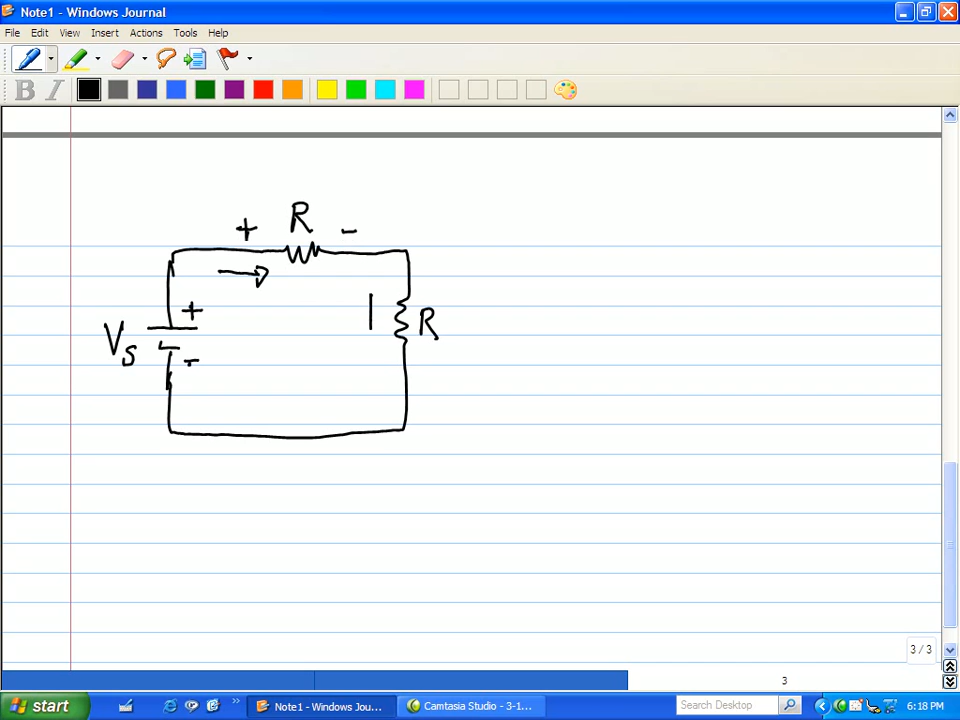 Note1 - Windows Journal
File Edit View Insert Actions Tools Help
B I
+ R -
+
Vs R
-
3 / 3
3
start » Note1 - Windows Jou... Camtasia Studio - 3-1... Search Desktop 6:18 PM